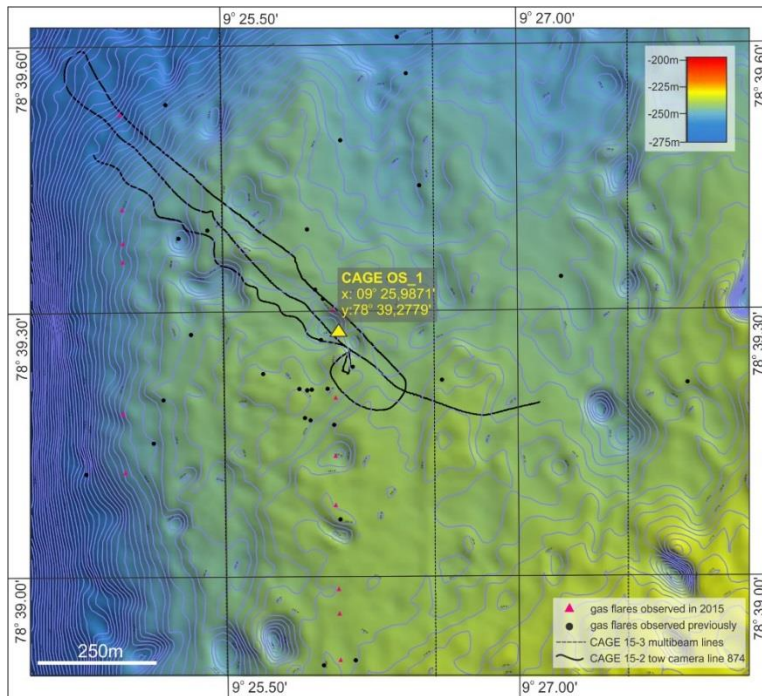 9° 25.50'
9° 27.00'
78° 39.60'
78° 39.60'
-200m
-225m
-250m
-275m
CAGE OS_1
x: 09° 25,9871'
y:78° 39,2779'
78° 39.30'
78° 39.30'
78° 39.00'
78° 39.00'
gas flares observed in 2015
gas flares observed previously
CAGE 15-3 multibeam lines
CAGE 15-2 tow camera line 874
250m
9° 25.50'
9° 27.00'